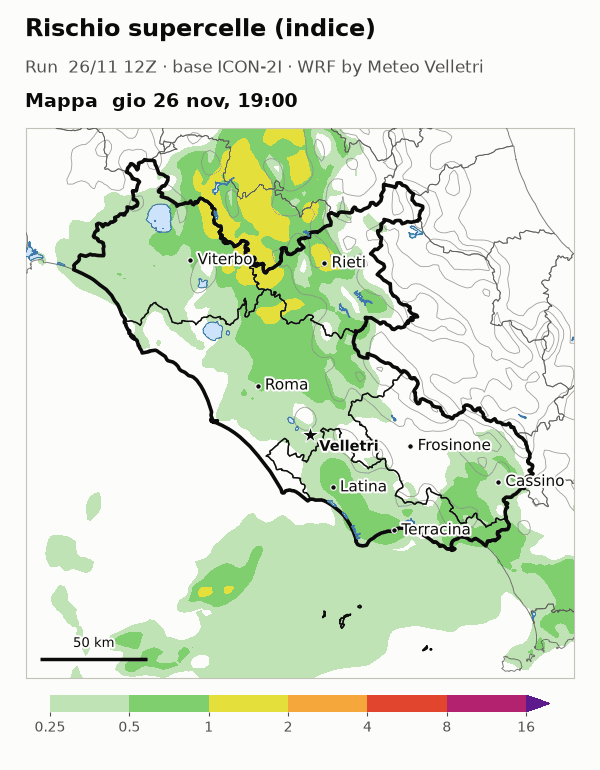 Rischio supercelle (indice)
Run  26/11 12Z · base ICON-2I · WRF by Meteo Velletri
Mappa  gio 26 nov, 19:00
Viterbo
Rieti
Roma
Velletri
Frosinone
Cassino
Latina
Terracina
50 km
0.25 0.5 1 2 4 8 16